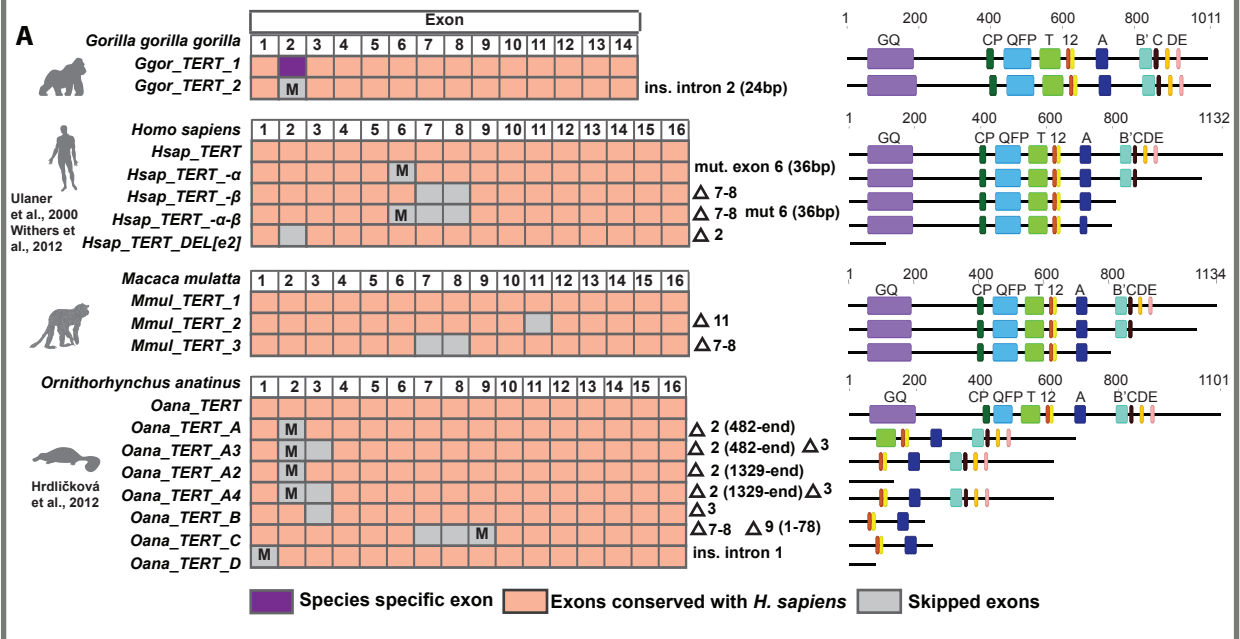 A
Exon
Gorilla gorilla gorilla 1 2 3 4 5 6 7 8 9 10 11 12 13 14
Ggor_TERT_1
Ggor_TERT_2 M ins. intron 2 (24bp)
1 200 400 600 800 1011
GQ CP QFP T 12 A B' C DE
Homo sapiens 1 2 3 4 5 6 7 8 9 10 11 12 13 14 15 16
Hsap_TERT
Hsap_TERT_-α M mut. exon 6 (36bp)
Hsap_TERT_-β Δ 7-8
Hsap_TERT_-α-β M Δ 7-8 mut 6 (36bp)
Hsap_TERT_DEL[e2] Δ 2
Ulaner
et al., 2000
Withers et
al., 2012
1 200 400 600 800 1132
GQ CP QFP T 12 A B'CDE
Macaca mulatta 1 2 3 4 5 6 7 8 9 10 11 12 13 14 15 16
Mmul_TERT_1
Mmul_TERT_2 Δ 11
Mmul_TERT_3 Δ 7-8
1 200 400 600 800 1134
CP QFP T 12 A B'CDE
Ornithorhynchus anatinus 1 2 3 4 5 6 7 8 9 10 11 12 13 14 15 16
Oana_TERT
Oana_TERT_A M Δ 2 (482-end)
Oana_TERT_A3 M Δ 2 (482-end) Δ3
Oana_TERT_A2 M Δ 2 (1329-end)
Oana_TERT_A4 M Δ 2 (1329-end) Δ 3
Oana_TERT_B Δ3
Oana_TERT_C M Δ7-8 Δ 9 (1-78)
Oana_TERT_D M ins. intron 1
Hrdličková
et al., 2012
1 200 400 600 800 1101
GQ CP QFP T 12 A B'CDE
Species specific exon Exons conserved with H. sapiens Skipped exons